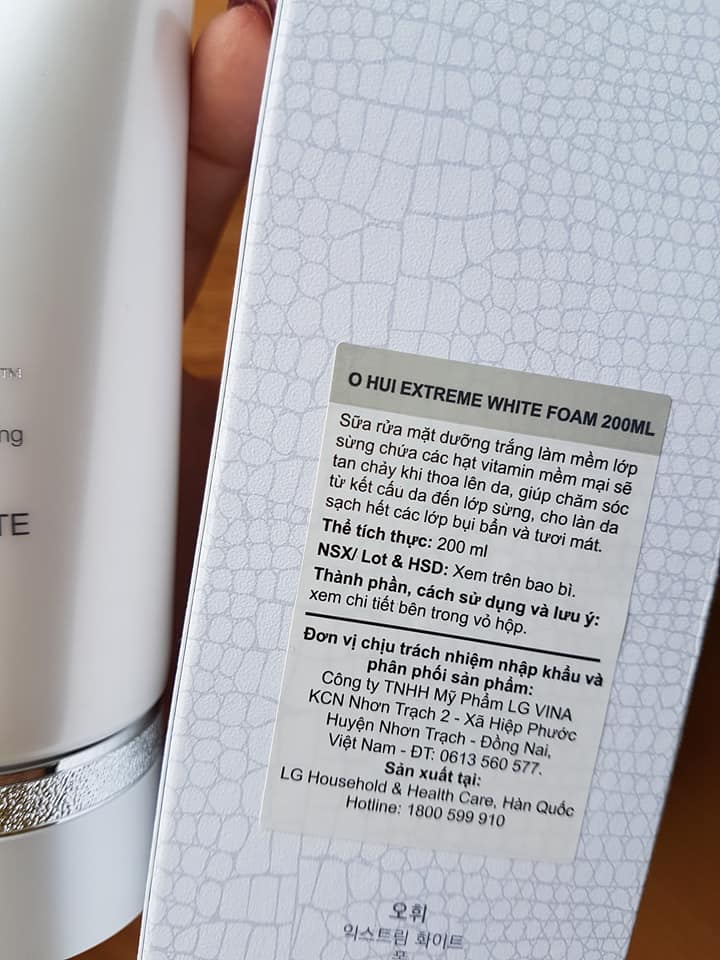 TM
ng
TE
O HUI EXTREME WHITE FOAM 200ML
Sữa rửa mặt dưỡng trắng làm mềm lớp
sừng chứa các hạt vitamin mềm mại sẽ
tan chảy khi thoa lên da, giúp chăm sóc
từ kết cấu da đến lớp sừng, cho làn da
sạch hết các lớp bụi bẩn và tươi mát.
Thể tích thực: 200 ml
NSX/ Lot & HSD: Xem trên bao bì.
Thành phần, cách sử dụng và lưu ý:
xem chi tiết bên trong vỏ hộp.
Đơn vị chịu trách nhiệm nhập khẩu và
phân phối sản phẩm:
Công ty TNHH Mỹ Phẩm LG VINA
KCN Nhơn Trạch 2 - Xã Hiệp Phước
Huyện Nhơn Trạch - Đồng Nai,
Việt Nam - ĐT: 0613 560 577.
Sản xuất tại:
LG Household & Health Care, Hàn Quốc
Hotline: 1800 599 910
오휘
익스트림 화이트